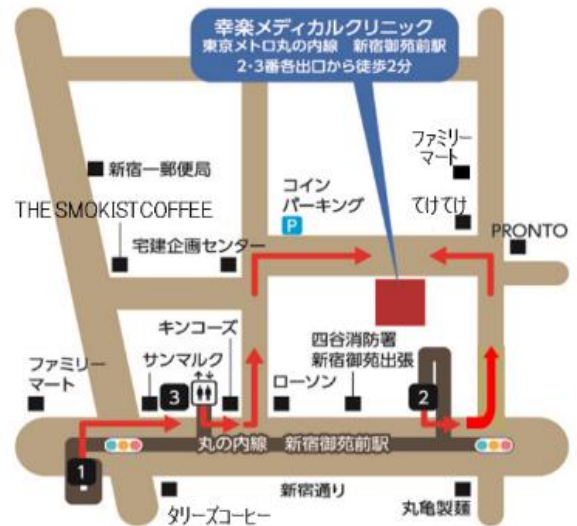 幸楽メディカルクリニック
東京メトロ丸の内線　新宿御苑前駅
2・3番各出口から徒歩2分
ファミリー
マート
新宿一郵便局
コイン
パーキング
P
てけてけ
THE SMOKIST COFFEE
宅建企画センター
PRONTO
キンコーズ
四谷消防署
新宿御苑出張
ファミリー
マート
サンマルク
ローソン
3
2
1
丸の内線　新宿御苑前駅
新宿通り
タリーズコーヒー
丸亀製麺